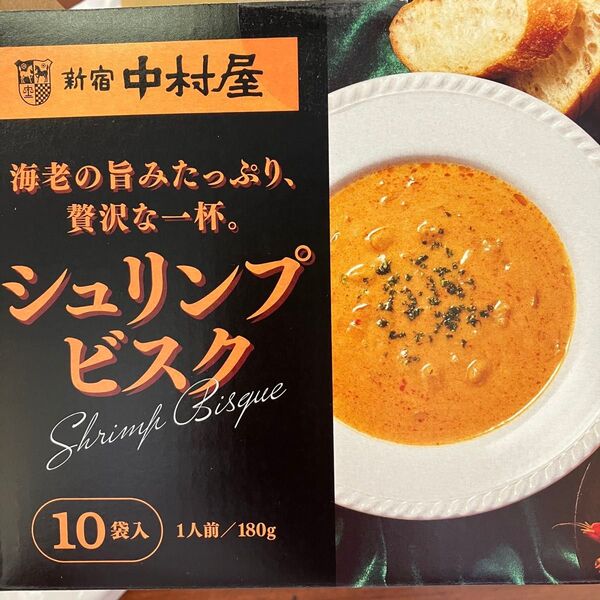 新宿 中村屋
海老の旨みたっぷり、
贅沢な一杯。
シュリンプ
ビスク
Shrimp Bisque
10袋入 1人前/180g